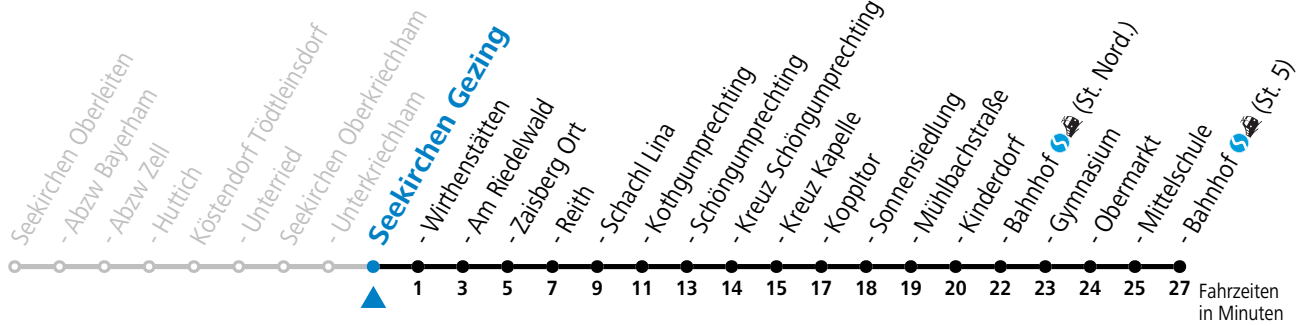 Seekirchen Oberleiten
- Abzw Bayerham
- Abzw Zell
- Huttich
Köstendorf Tödtleinsdorf
- Unterried
Seekirchen Oberkriechham
- Unterkriechham
Seekirchen Gezing
- Wirthenstätten
- Am Riedelwald
- Zaisberg Ort
- Reith
- Schachl Lina
- Kothgumprechting
- Schöngumprechting
- Kreuz Schöngumprechting
- Kreuz Kapelle
- Koppltor
- Sonnensiedlung
- Mühlbachstraße
- Kinderdorf
- Bahnhof S (St. Nord.)
- Gymnasium
- Obermarkt
- Mittelschule
- Bahnhof S (St. 5)
1 3 5 7 9 11 13 14 15 17 18 19 20 22 23 24 25 27 Fahrzeiten
in Minuten